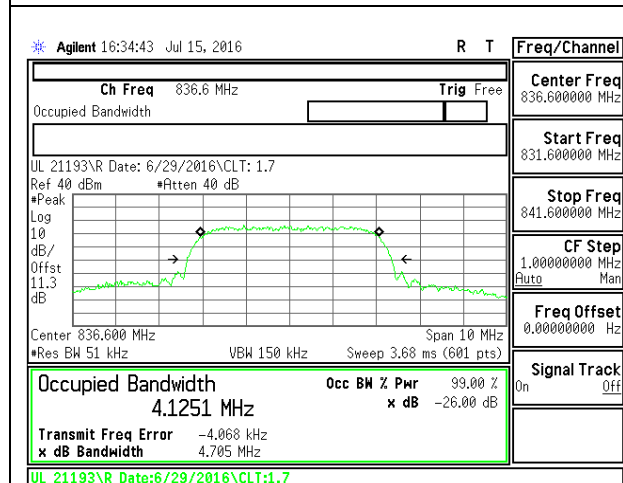 Agilent 16:34:43 Jul 15, 2016 R T Freq/Channel
Ch Freq 836.6 MHz Trig Free
Occupied Bandwidth
Center Freq
836.600000 MHz
Start Freq
831.600000 MHz
UL 21193\R Date: 6/29/2016\CLT: 1.7
Ref 40 dBm #Atten 40 dB
#Peak
Log
10
dB/
Offst
11.3
dB
Stop Freq
841.600000 MHz
CF Step
1.00000000 MHz
Auto Man
Freq Offset
0.00000000 Hz
Center 836.600 MHz Span 10 MHz
#Res BW 51 kHz VBW 150 kHz Sweep 3.68 ms (601 pts)
Signal Track
On Off
Occupied Bandwidth Occ BW % Pwr 99.00 %
4.1251 MHz x dB -26.00 dB
Transmit Freq Error -4.068 kHz
x dB Bandwidth 4.705 MHz
UL 21193\R Date:6/29/2016\CLT:1.7